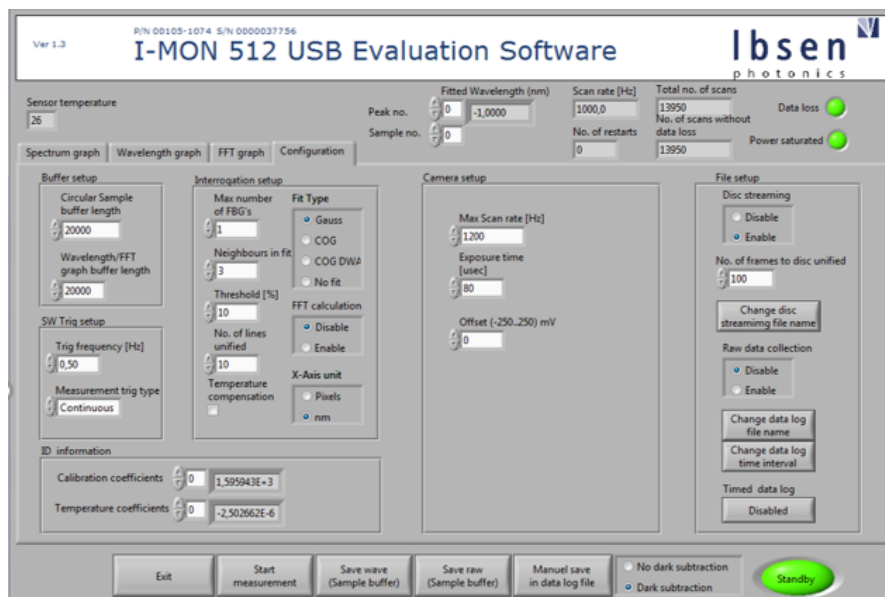 Ver 1.3
P/N 00105-1074 S/N 0000037756
I-MON 512 USB Evaluation Software
Ibsen
photonics
Sensor temperature
26
Peak no.
0
Sample no.
0
Fitted Wavelength (nm)
-1,0000
Scan rate [Hz]
1000,0
No. of restarts
0
Total no. of scans
13950
No. of scans without
data loss
13950
Data loss
Power saturated
Spectrum graph
Wavelength graph
FFT graph
Configuration
Buffer setup
Circular Sample
buffer length
20000
Wavelength/FFT
graph buffer length
20000
SW Trig setup
Trig frequency [Hz]
0,50
Measurement trig type
Continuous
Interrogation setup
Max number
of FBG's
1
Neighbours in fit
3
Threshold [%]
10
No. of lines
unified
10
Temperature
compensation
Fit Type
Gauss
COG
COG DWA
No fit
FFT calculation
Disable
Enable
X-Axis unit
Pixels
nm
Camera setup
Max Scan rate [Hz]
1200
Exposure time
[usec]
80
Offset (-250..250) mV
0
File setup
Disc streaming
Disable
Enable
No. of frames to disc unified
100
Change disc
streamimg file name
Raw data collection
Disable
Enable
Change data log
file name
Change data log
time interval
Timed data log
Disabled
ID information
Calibration coefficients
0
1,595943E+3
Temperature coefficients
0
-2,502662E-6
Exit
Start
measurement
Save wave
(Sample buffer)
Save raw
(Sample buffer)
Manuel save
in data log file
No dark subtraction
Dark subtraction
Standby